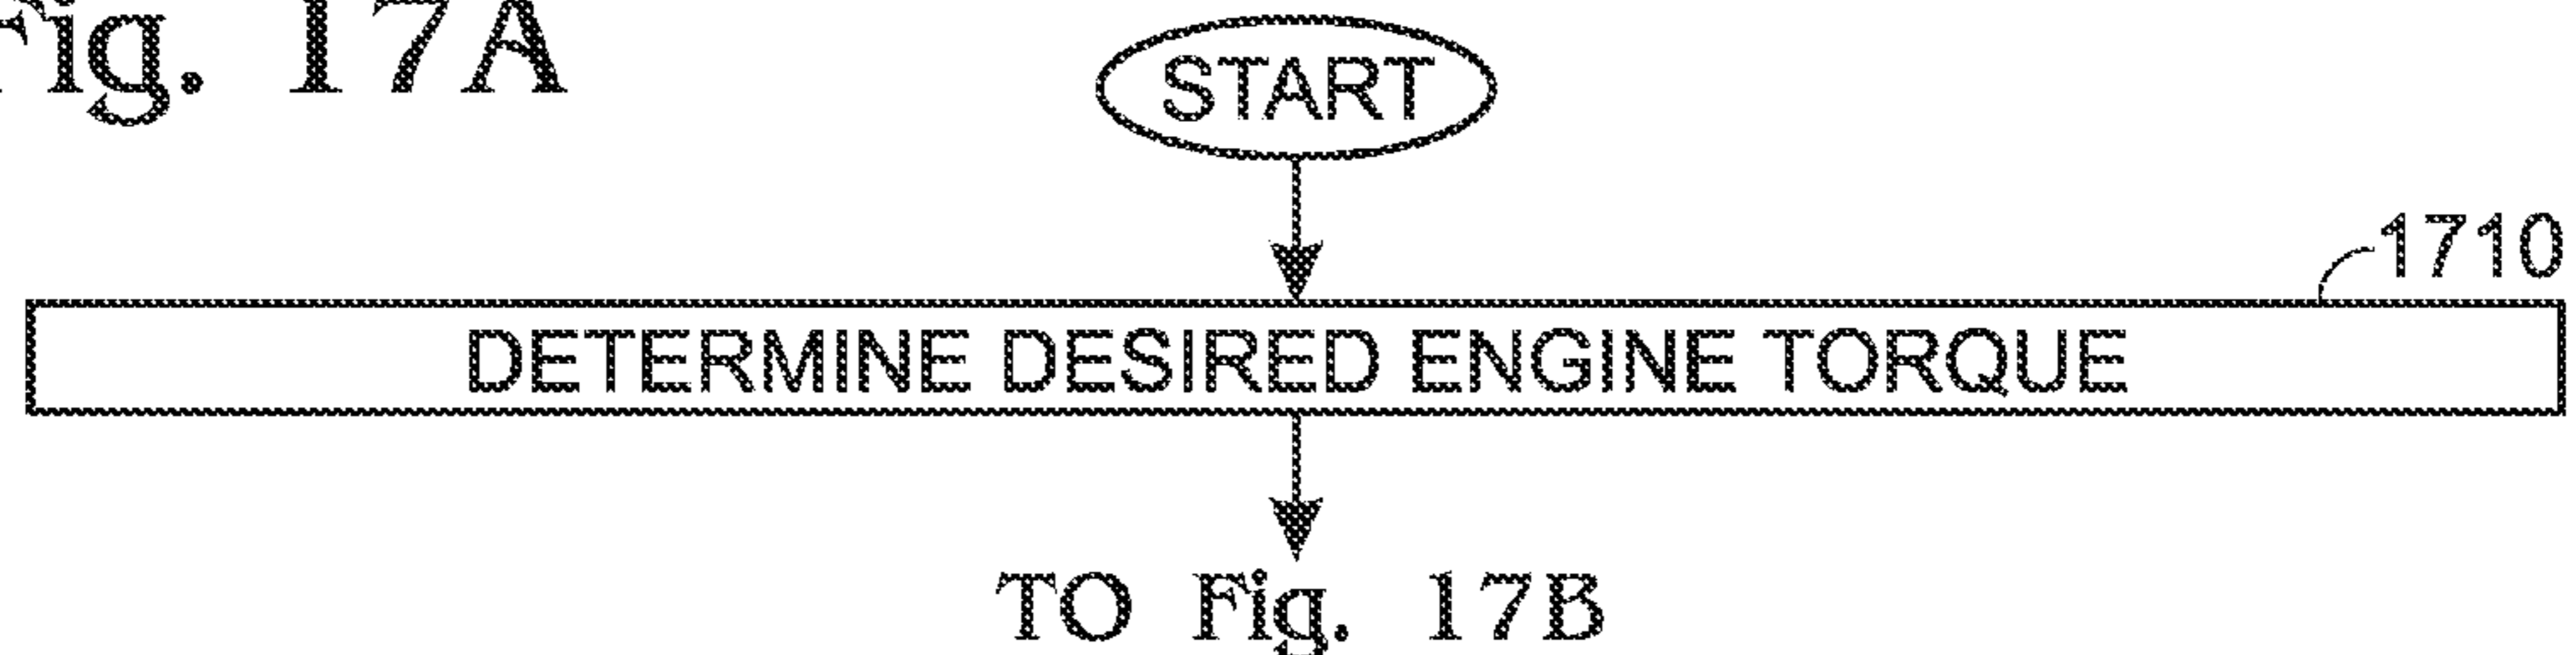 Fig. 17A
START
1710
DETERMINE DESIRED ENGINE TORQUE
TO Fig. 17B